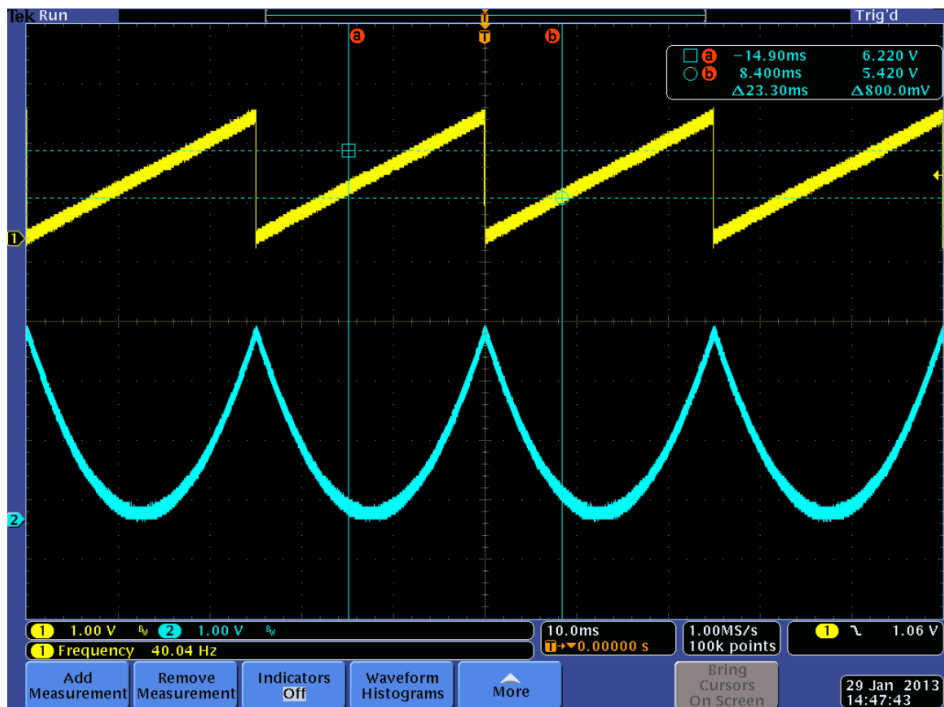 Tek Run Trig'd
T
a T b
a −14.90ms 6.220 V
b 8.400ms 5.420 V
Δ23.30ms Δ800.0mV
1
2
1 1.00 V BW 2 1.00 V BW
1 Frequency 40.04 Hz
10.0ms
T→▼0.00000 s
1.00MS/s
100k points
1 1.06 V
Add
Measurement
Remove
Measurement
Indicators
Off
Waveform
Histograms
More
Bring
Cursors
On Screen
29 Jan 2013
14:47:43